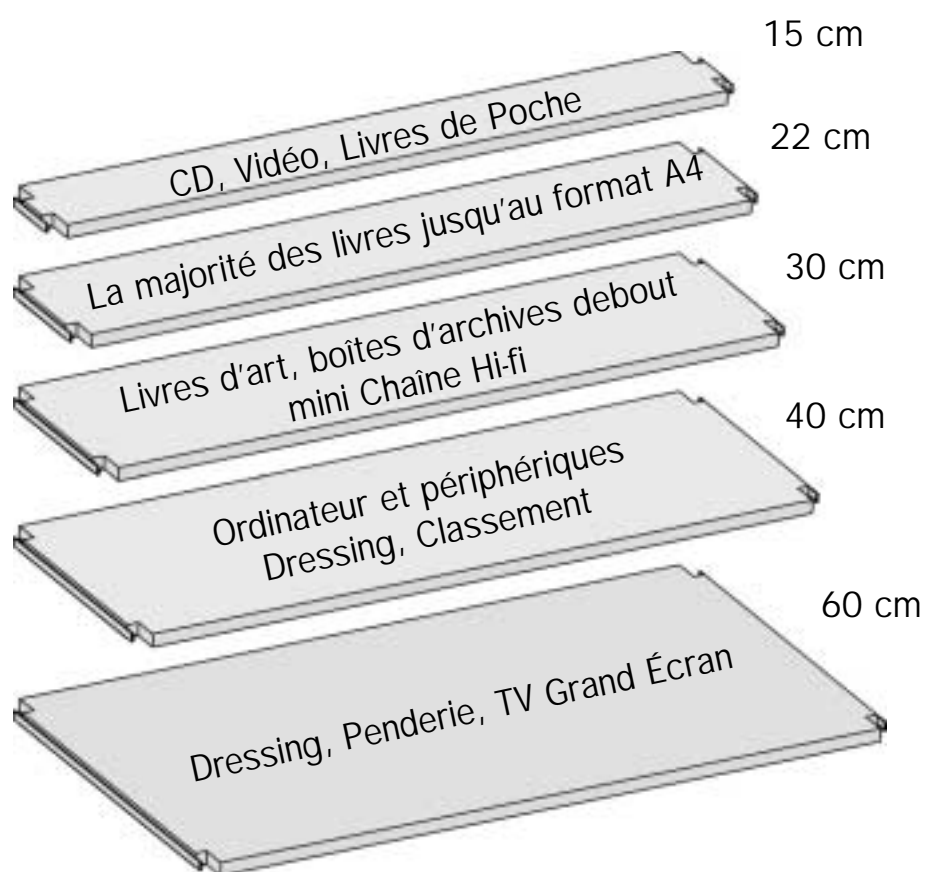 15 cm
CD, Vidéo, Livres de Poche
22 cm
La majorité des livres jusqu'au format A4
30 cm
Livres d'art, boîtes d'archives debout
mini Chaîne Hi-fi
40 cm
Ordinateur et périphériques
Dressing, Classement
60 cm
Dressing, Penderie, TV Grand Écran